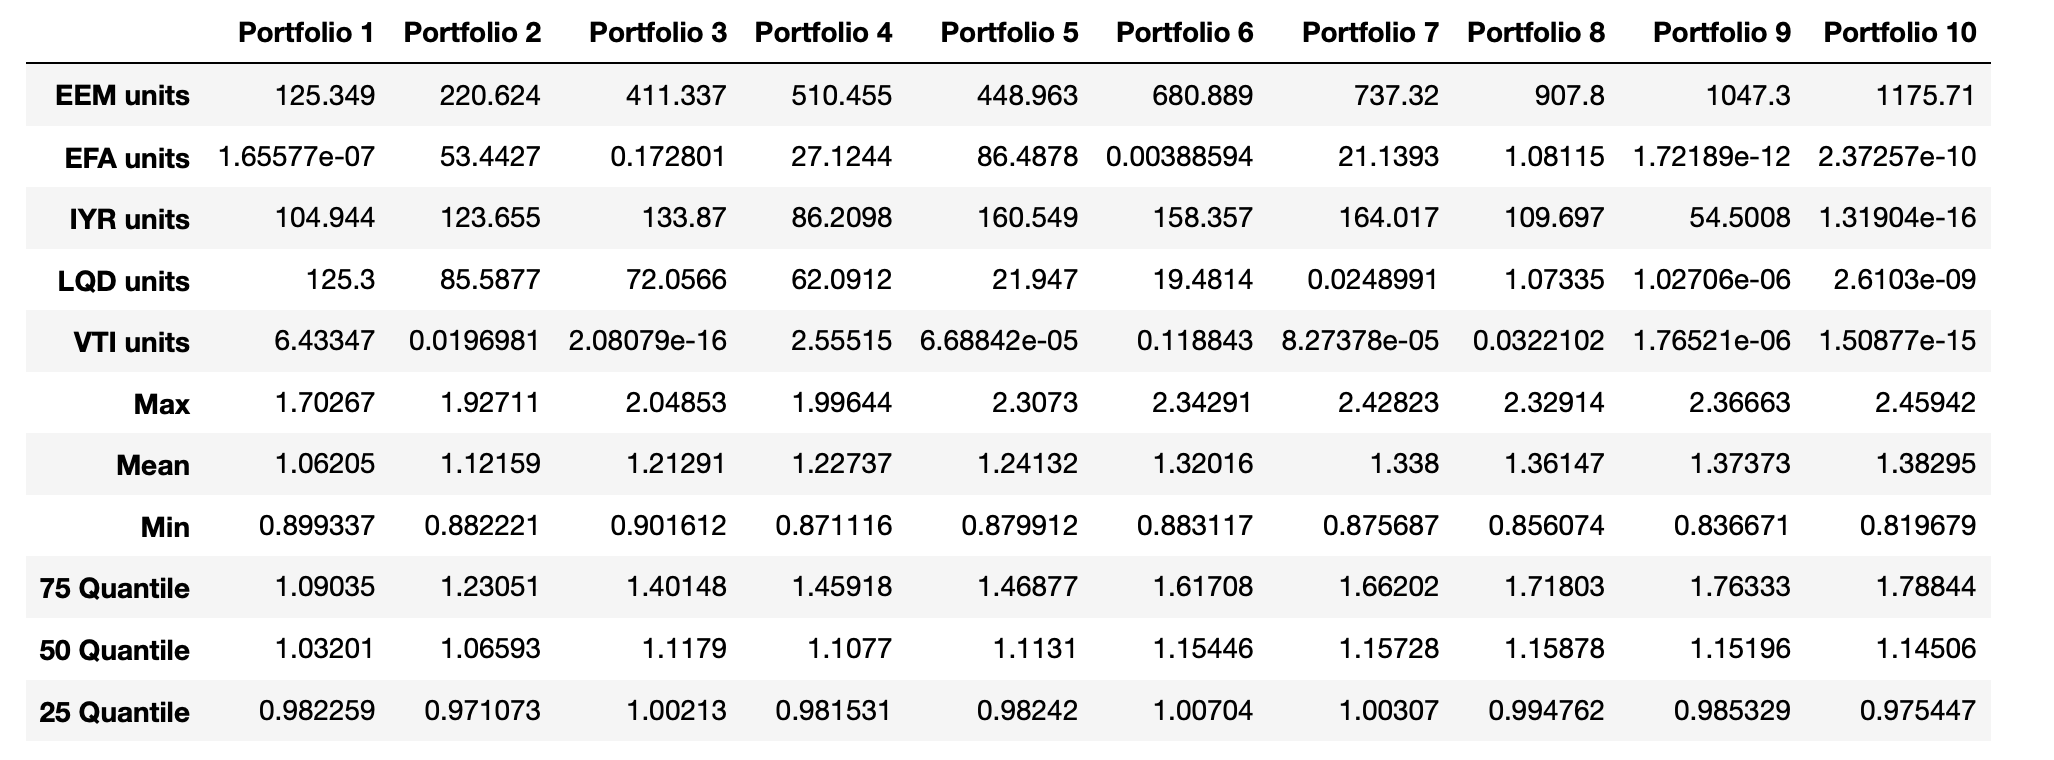 Portfolio 1 Portfolio 2 Portfolio 3 Portfolio 4 Portfolio 5 Portfolio 6 Portfolio 7 Portfolio 8 Portfolio 9 Portfolio 10
EEM units 125.349 220.624 411.337 510.455 448.963 680.889 737.32 907.8 1047.3 1175.71
EFA units 1.65577e-07 53.4427 0.172801 27.1244 86.4878 0.00388594 21.1393 1.08115 1.72189e-12 2.37257e-10
IYR units 104.944 123.655 133.87 86.2098 160.549 158.357 164.017 109.697 54.5008 1.31904e-16
LQD units 125.3 85.5877 72.0566 62.0912 21.947 19.4814 0.0248991 1.07335 1.02706e-06 2.6103e-09
VTI units 6.43347 0.0196981 2.08079e-16 2.55515 6.68842e-05 0.118843 8.27378e-05 0.0322102 1.76521e-06 1.50877e-15
Max 1.70267 1.92711 2.04853 1.99644 2.3073 2.34291 2.42823 2.32914 2.36663 2.45942
Mean 1.06205 1.12159 1.21291 1.22737 1.24132 1.32016 1.338 1.36147 1.37373 1.38295
Min 0.899337 0.882221 0.901612 0.871116 0.879912 0.883117 0.875687 0.856074 0.836671 0.819679
75 Quantile 1.09035 1.23051 1.40148 1.45918 1.46877 1.61708 1.66202 1.71803 1.76333 1.78844
50 Quantile 1.03201 1.06593 1.1179 1.1077 1.1131 1.15446 1.15728 1.15878 1.15196 1.14506
25 Quantile 0.982259 0.971073 1.00213 0.981531 0.98242 1.00704 1.00307 0.994762 0.985329 0.975447